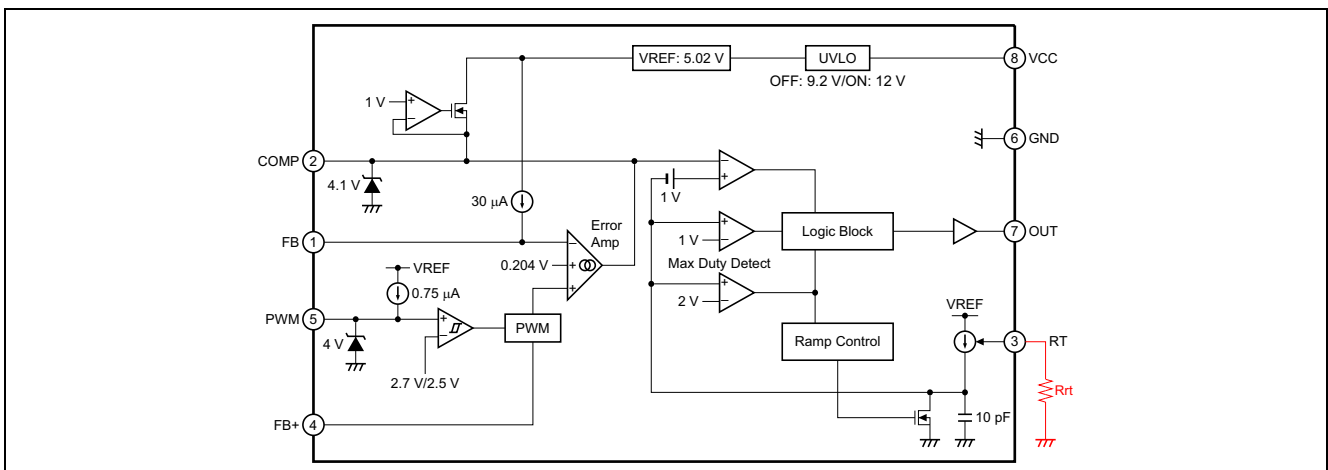 VREF: 5.02 V
UVLO
8 VCC
OFF: 9.2 V/ON: 12 V
1 V
+
−
6 GND
COMP 2
4.1 V
−
+
1 V
30 µA
Error
Amp
FB 1
−
0.204 V
+
+
+
1 V
−
Logic Block
7 OUT
Max Duty Detect
VREF
0.75 µA
+
2 V
−
PWM 5
+
−
PWM
4 V
2.7 V/2.5 V
Ramp Control
VREF
3 RT
Rrt
10 pF
FB+ 4